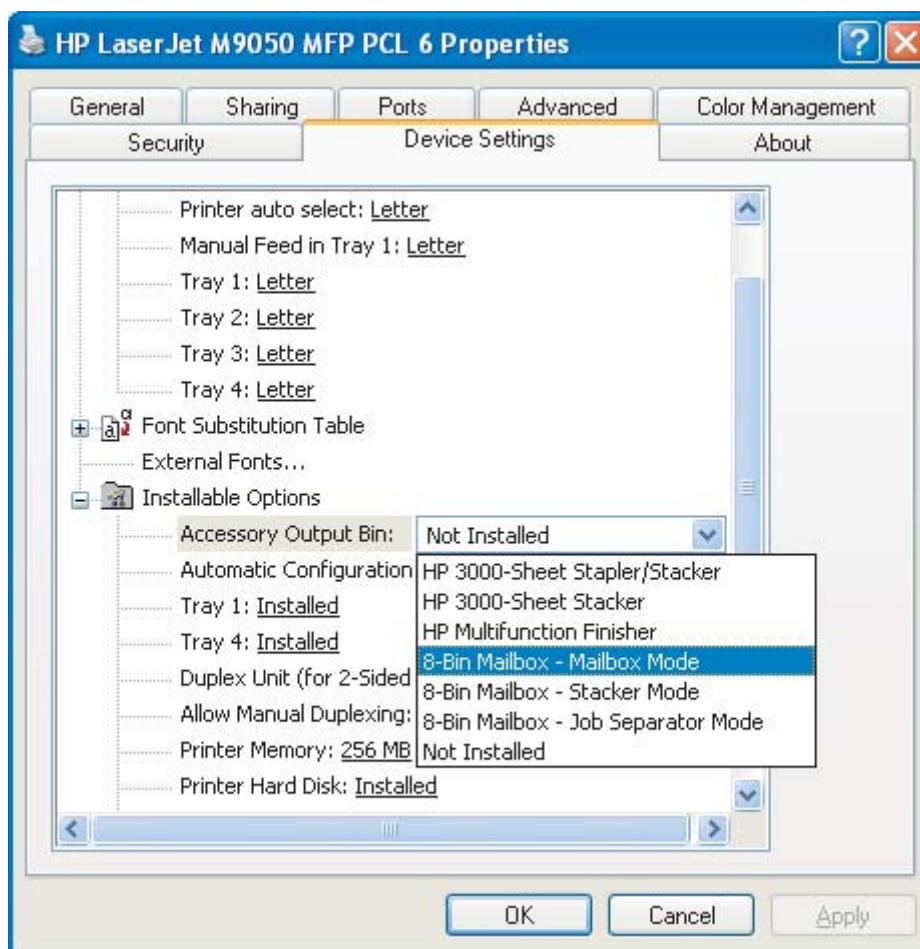 HP LaserJet M9050 MFP PCL 6 Properties
General Sharing Ports Advanced Color Management
Security Device Settings About
Printer auto select: Letter
Manual Feed in Tray 1: Letter
Tray 1: Letter
Tray 2: Letter
Tray 3: Letter
Tray 4: Letter
Font Substitution Table
External Fonts...
Installable Options
Accessory Output Bin: Not Installed
Automatic Configuration HP 3000-Sheet Stapler/Stacker
Tray 1: Installed HP 3000-Sheet Stacker
HP Multifunction Finisher
Tray 4: Installed 8-Bin Mailbox - Mailbox Mode
Duplex Unit (for 2-Sided 8-Bin Mailbox - Stacker Mode
Allow Manual Duplexing: 8-Bin Mailbox - Job Separator Mode
Printer Memory: 256 MB Not Installed
Printer Hard Disk: Installed
OK Cancel Apply